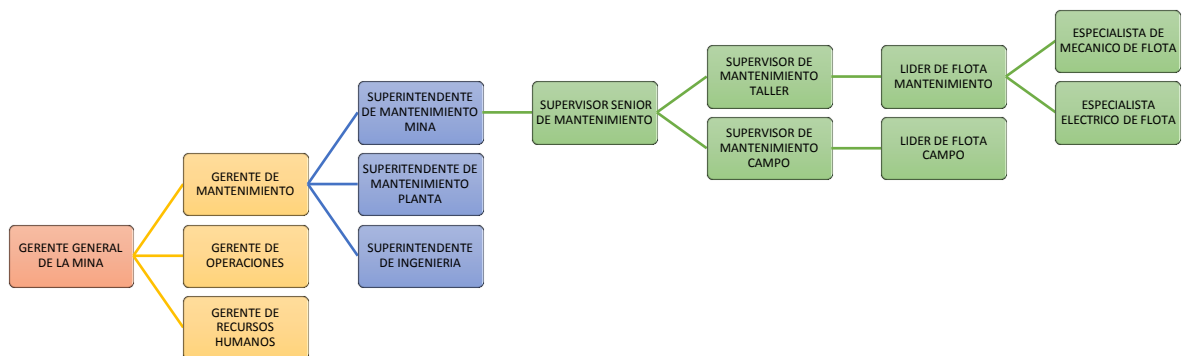 GERENTE GENERAL
DE LA MINA
GERENTE DE
MANTENIMIENTO
GERENTE DE
OPERACIONES
GERENTE DE
RECURSOS
HUMANOS
SUPERINTENDENTE
DE MANTENIMIENTO
MINA
SUPERITENDENTE DE
MANTENIMIENTO
PLANTA
SUPERINTENDENTE
DE INGENIERIA
SUPERVISOR SENIOR
DE MANTENIMIENTO
SUPERVISOR DE
MANTENIMIENTO
TALLER
SUPERVISOR DE
MANTENIMIENTO
CAMPO
LIDER DE FLOTA
MANTENIMIENTO
LIDER DE FLOTA
CAMPO
ESPECIALISTA DE
MECANICO DE FLOTA
ESPECIALISTA
ELECTRICO DE FLOTA